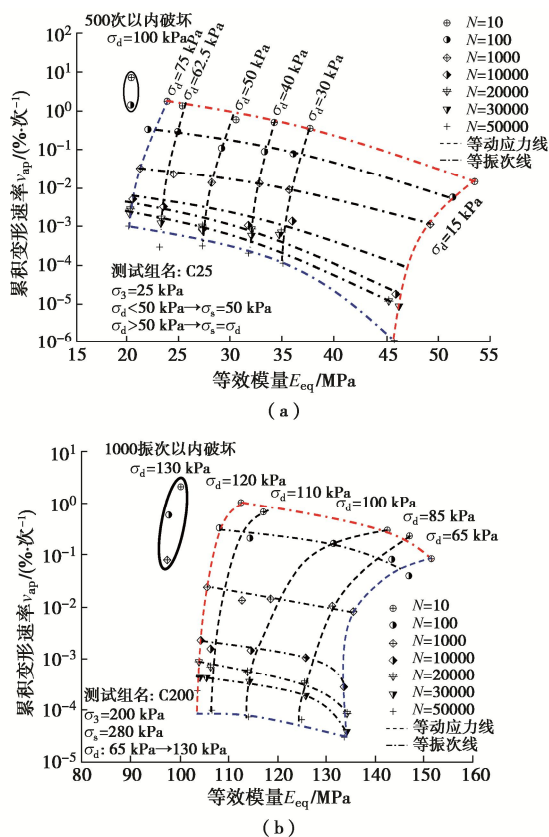 500次以内破坏
σd=100 kPa
σd=75 kPa
σd=62.5 kPa
σd=50 kPa
σd=40 kPa
σd=30 kPa
σd=15 kPa
N=10
N=100
N=1000
N=10000
N=20000
N=30000
N=50000
等动应力线
等振次线
测试组名: C25
σ3=25 kPa
σd<50 kPa→σs=50 kPa
σd>50 kPa→σs=σd
10²
10¹
10⁰
10⁻¹
10⁻²
10⁻³
10⁻⁴
10⁻⁵
10⁻⁶
累积变形速率vap/(%·次⁻¹)
15 20 25 30 35 40 45 50 55
等效模量Eeq/MPa
(a)
1000振次以内破坏
σd=130 kPa
σd=120 kPa
σd=110 kPa
σd=100 kPa
σd=85 kPa
σd=65 kPa
N=10
N=100
N=1000
N=10000
N=20000
N=30000
N=50000
等动应力线
等振次线
测试组名: C200
σ3=200 kPa
σs=280 kPa
σd: 65 kPa→130 kPa
10¹
10⁰
10⁻¹
10⁻²
10⁻³
10⁻⁴
10⁻⁵
累积变形速率vap/(%·次⁻¹)
80 90 100 110 120 130 140 150 160
等效模量Eeq/MPa
(b)